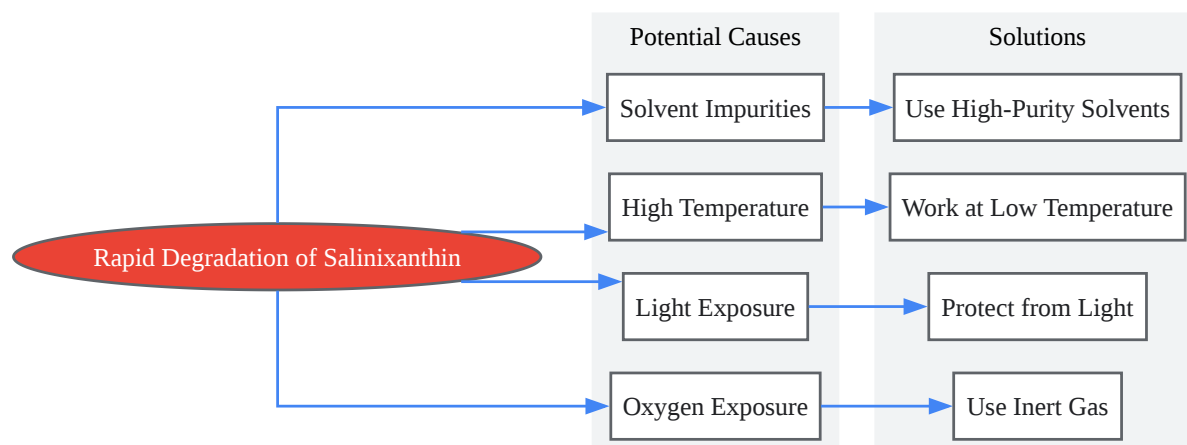 Potential Causes
Solutions
Solvent Impurities
Use High-Purity Solvents
High Temperature
Work at Low Temperature
Rapid Degradation of Salinixanthin
Light Exposure
Protect from Light
Oxygen Exposure
Use Inert Gas